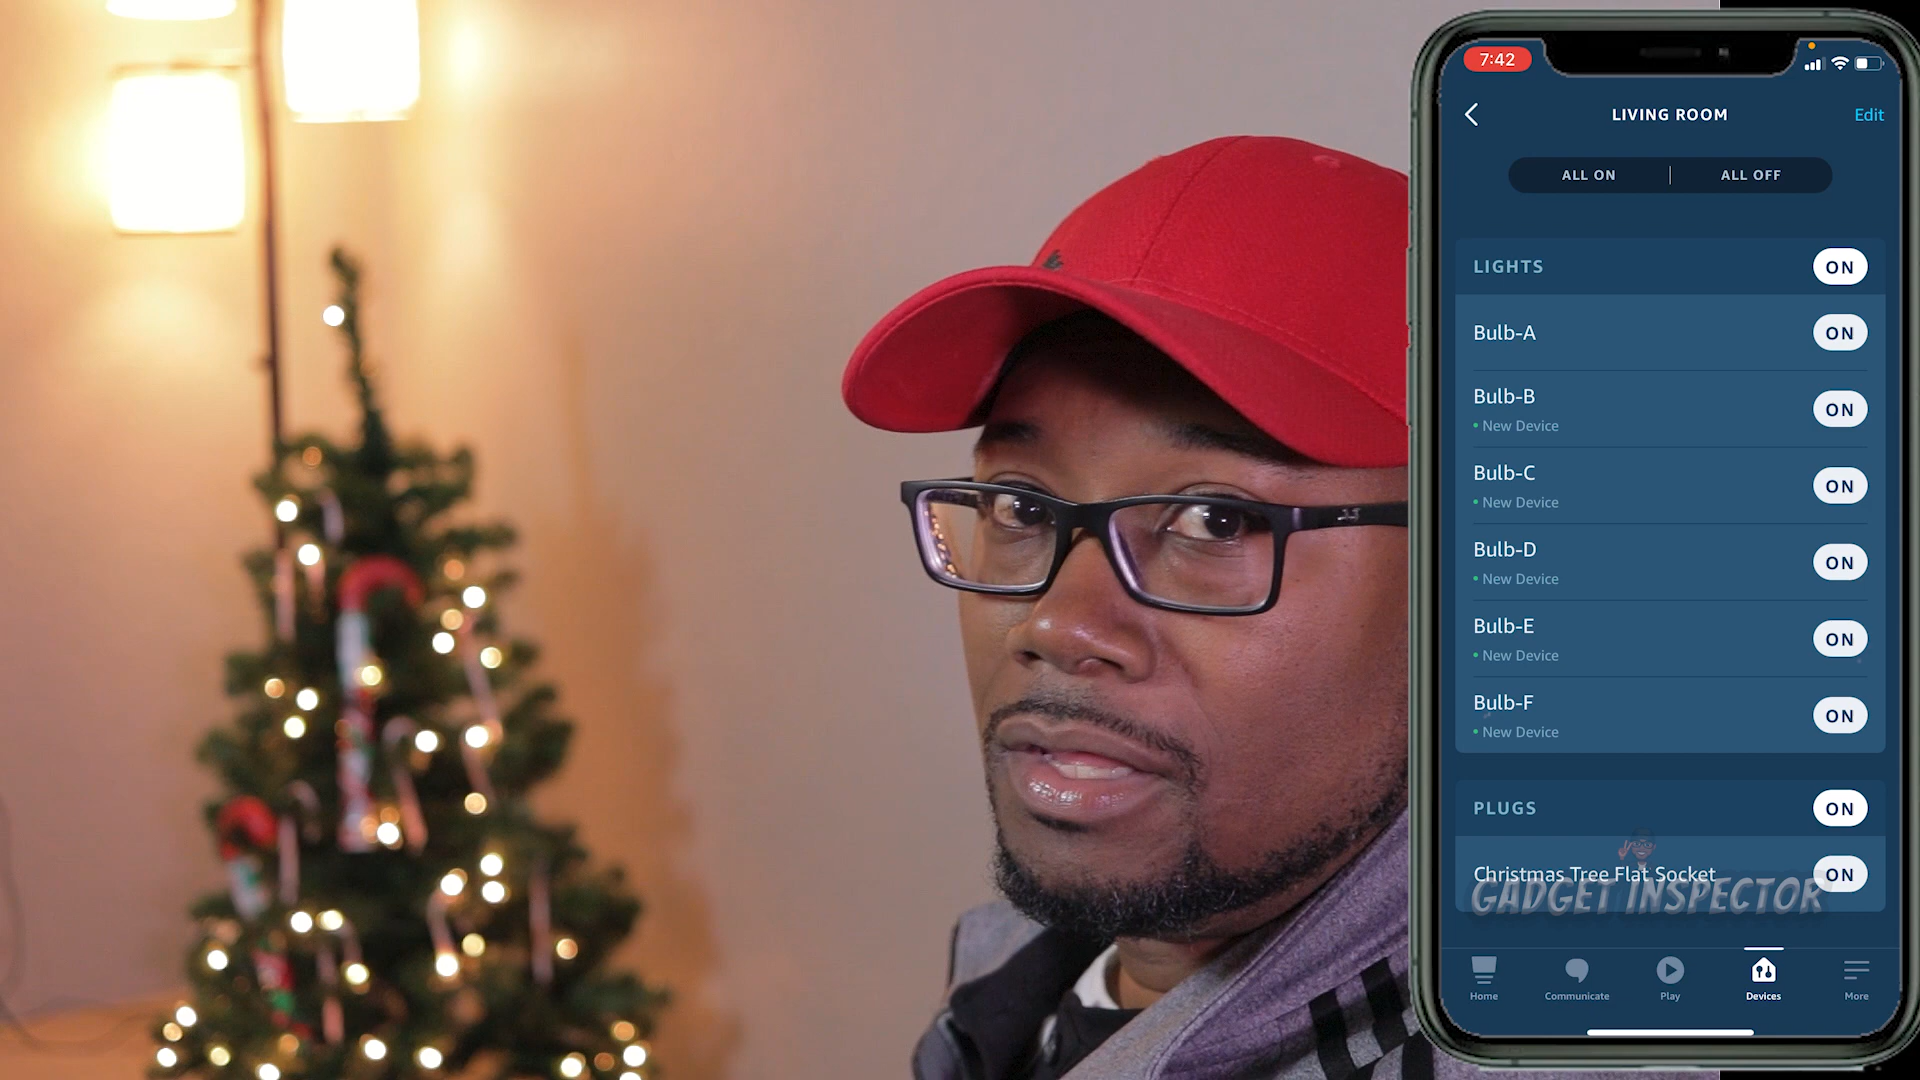 7:42
LIVING ROOM
Edit
ALL ON
ALL OFF
LIGHTS
ON
Bulb-A
ON
Bulb-B
ON
New Device
Bulb-C
ON
New Device
Bulb-D
ON
New Device
Bulb-E
ON
New Device
Bulb-F
ON
New Device
PLUGS
ON
Christmas Tree Flat Socket
ON
GADGET INSPECTOR
Home
Communicate
Play
Devices
More